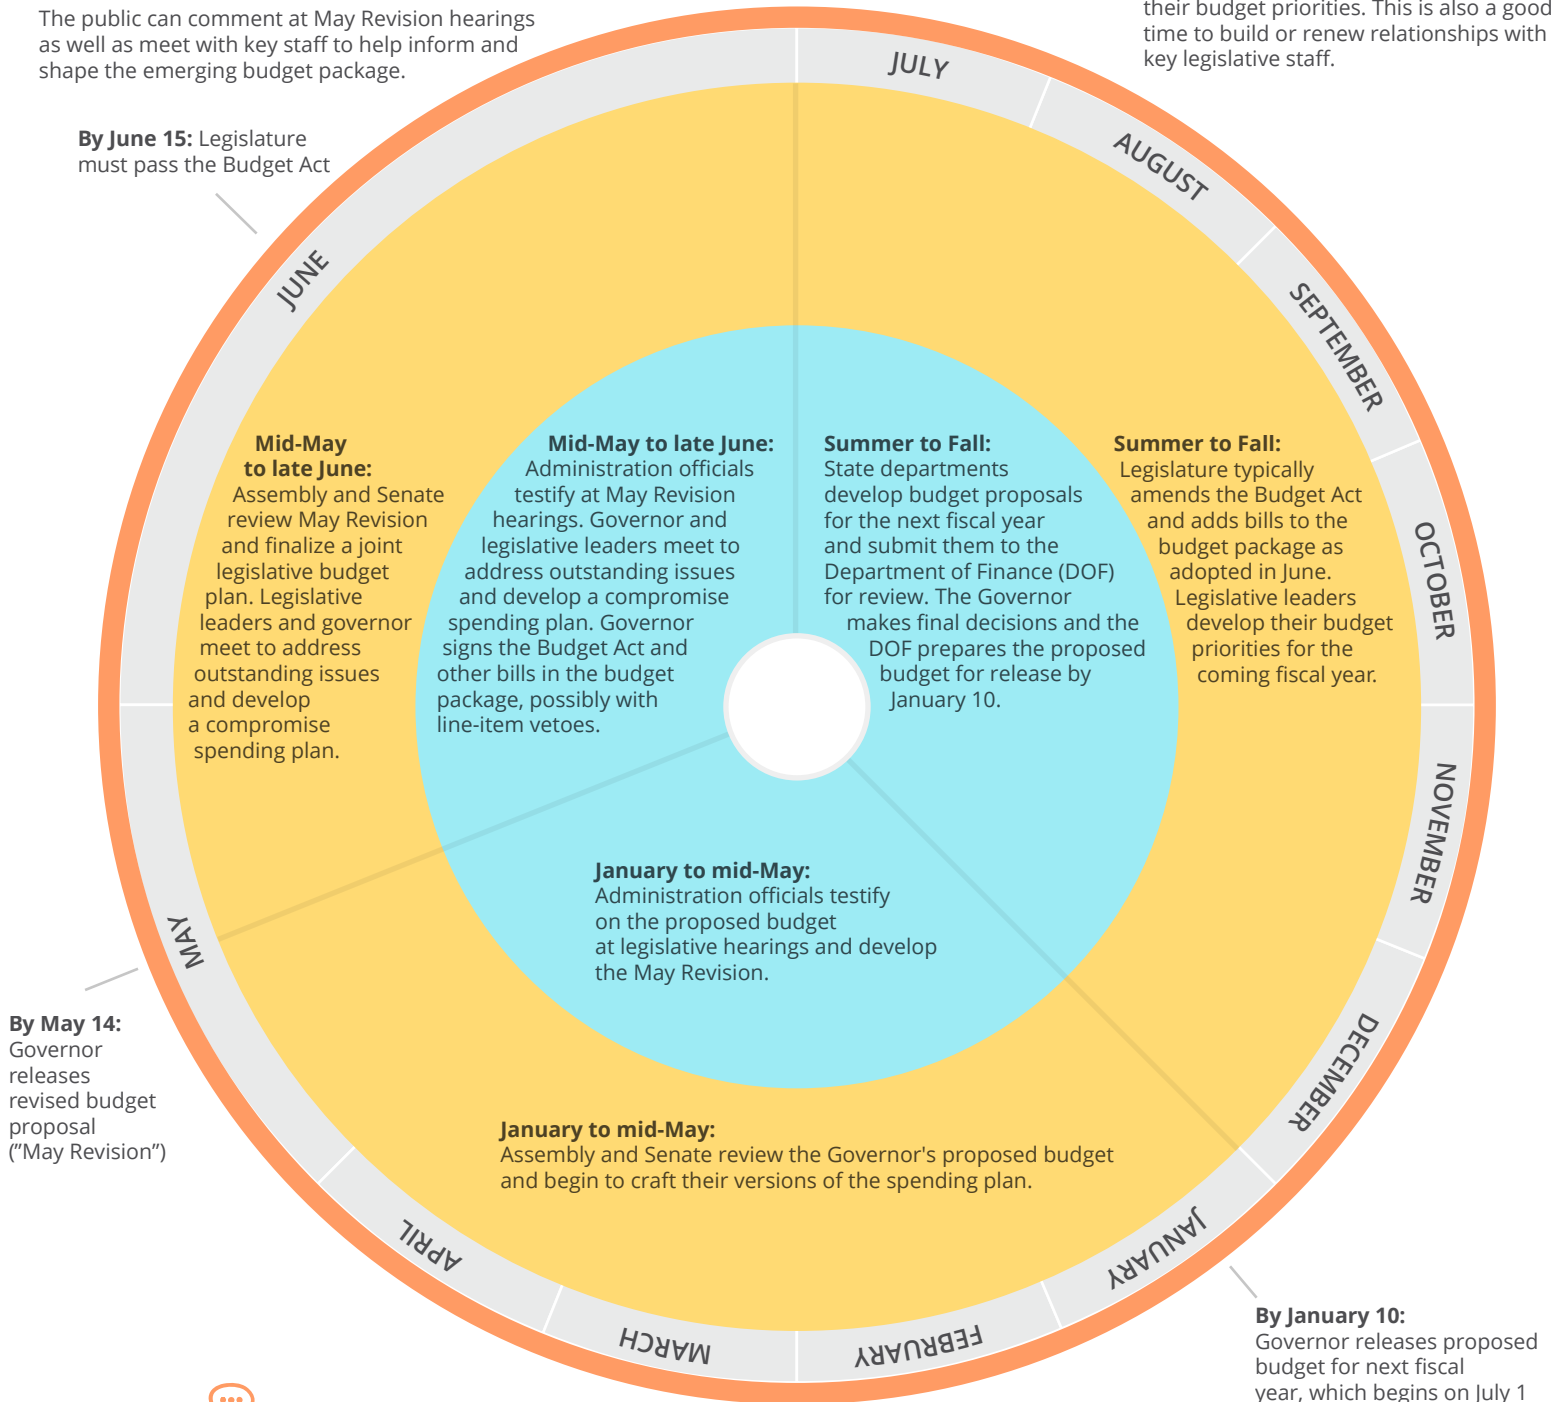 The public can comment at May Revision hearings
as well as meet with key staff to help inform and
shape the emerging budget package.
their budget priorities. This is also a good
time to build or renew relationships with
key legislative staff.
By June 15: Legislature
must pass the Budget Act
JULY
AUGUST
SEPTEMBER
OCTOBER
NOVEMBER
DECEMBER
JANUARY
FEBRUARY
MARCH
APRIL
MAY
JUNE
Mid-May
to late June:
Assembly and Senate
review May Revision
and finalize a joint
legislative budget
plan. Legislative
leaders and governor
meet to address
outstanding issues
and develop
a compromise
spending plan.
Mid-May to late June:
Administration officials
testify at May Revision
hearings. Governor and
legislative leaders meet to
address outstanding issues
and develop a compromise
spending plan. Governor
signs the Budget Act and
other bills in the budget
package, possibly with
line-item vetoes.
Summer to Fall:
State departments
develop budget proposals
for the next fiscal year
and submit them to the
Department of Finance (DOF)
for review. The Governor
makes final decisions and the
DOF prepares the proposed
budget for release by
January 10.
Summer to Fall:
Legislature typically
amends the Budget Act
and adds bills to the
budget package as
adopted in June.
Legislative leaders
develop their budget
priorities for the
coming fiscal year.
January to mid-May:
Administration officials testify
on the proposed budget
at legislative hearings and develop
the May Revision.
January to mid-May:
Assembly and Senate review the Governor's proposed budget
and begin to craft their versions of the spending plan.
By May 14:
Governor
releases
revised budget
proposal
(”May Revision”)
By January 10:
Governor releases proposed
budget for next fiscal
year, which begins on July 1